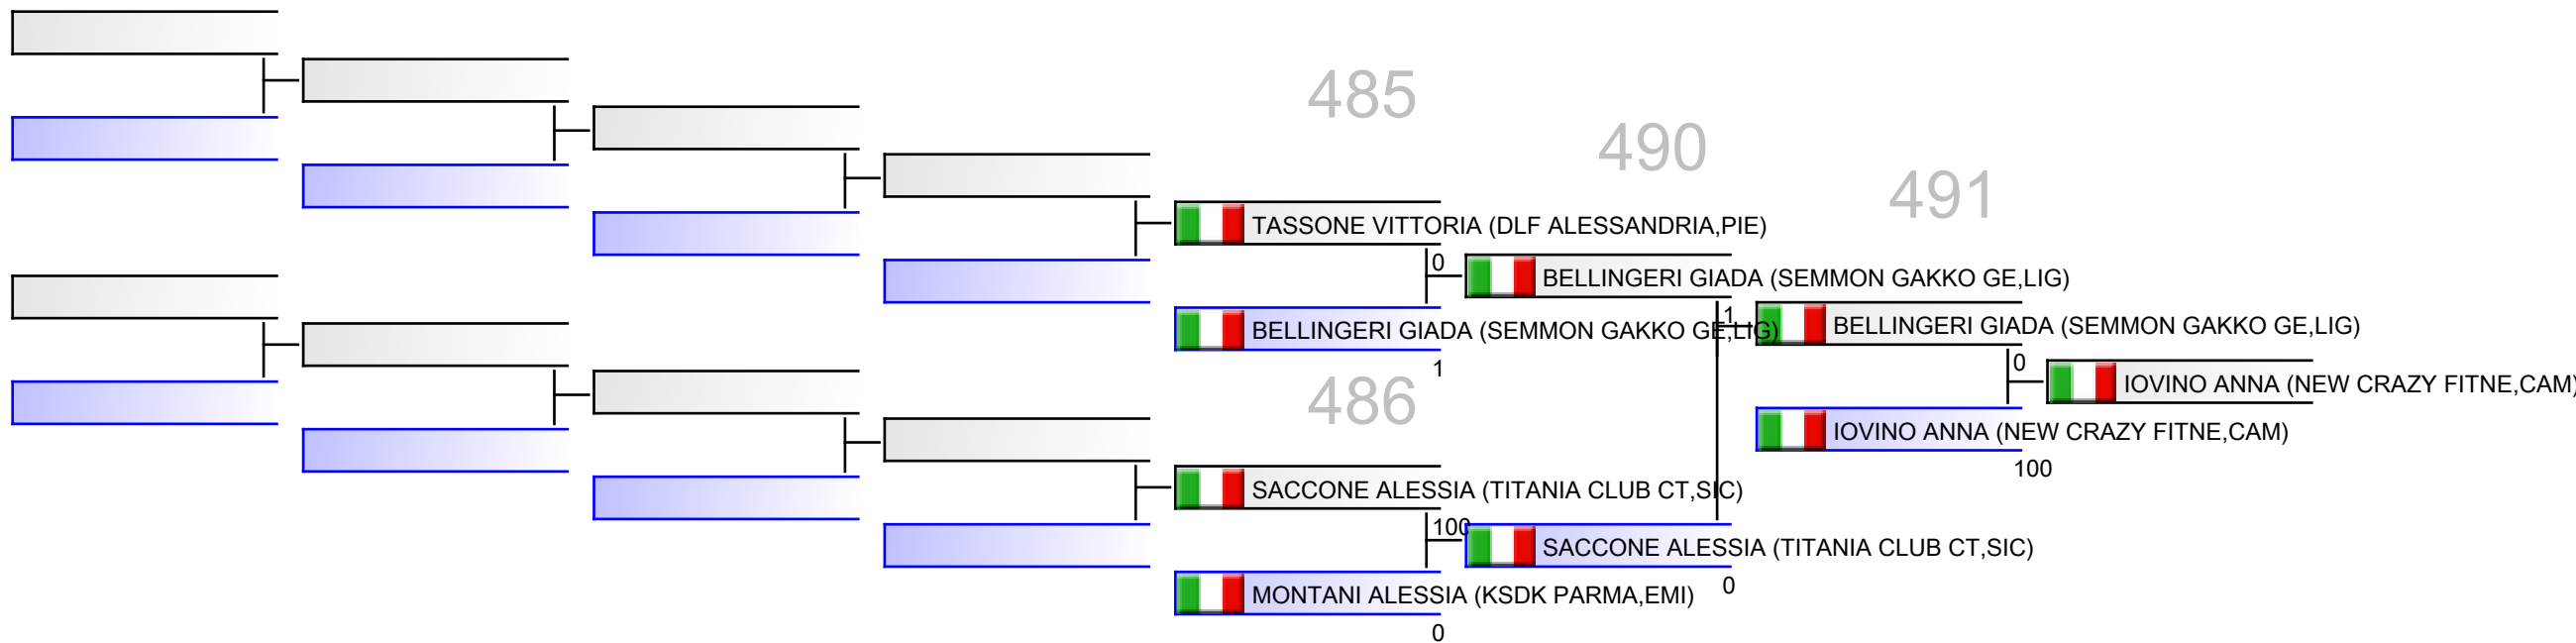 485
490
491
TASSONE VITTORIA (DLF ALESSANDRIA,PIE)
0
BELLINGERI GIADA (SEMMON GAKKO GE,LIG)
1
BELLINGERI GIADA (SEMMON GAKKO GE,LIG)
BELLINGERI GIADA (SEMMON GAKKO GE,LIG)
1
0
IOVINO ANNA (NEW CRAZY FITNE,CAM)
486
IOVINO ANNA (NEW CRAZY FITNE,CAM)
100
SACCONE ALESSIA (TITANIA CLUB CT,SIC)
100
SACCONE ALESSIA (TITANIA CLUB CT,SIC)
0
MONTANI ALESSIA (KSDK PARMA,EMI)
0